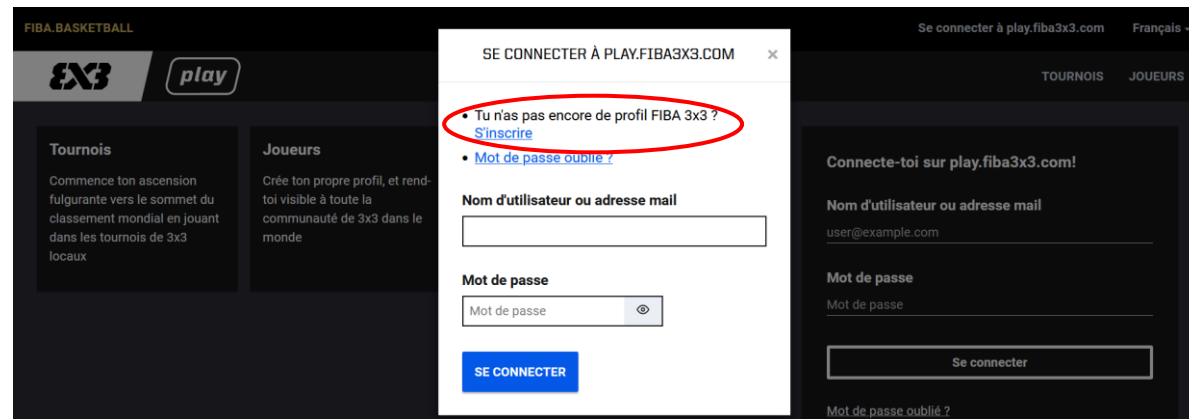 FIBA.BASKETBALL
Se connecter à play.fiba3x3.com
Français
3X3
play
TOURNOIS
JOUEURS
SE CONNECTER À PLAY.FIBA3X3.COM
×
• Tu n'as pas encore de profil FIBA 3x3 ?
S'inscrire
• Mot de passe oublié ?
Nom d'utilisateur ou adresse mail
Mot de passe
Mot de passe
SE CONNECTER
Tournois
Commence ton ascension
fulgurante vers le sommet du
classement mondial en jouant
dans les tournois de 3x3
locaux
Joueurs
Crée ton propre profil, et rend-
toi visible à toute la
communauté de 3x3 dans le
monde
Connecte-toi sur play.fiba3x3.com!
Nom d'utilisateur ou adresse mail
user@example.com
Mot de passe
Mot de passe
Se connecter
Mot de passe oublié ?